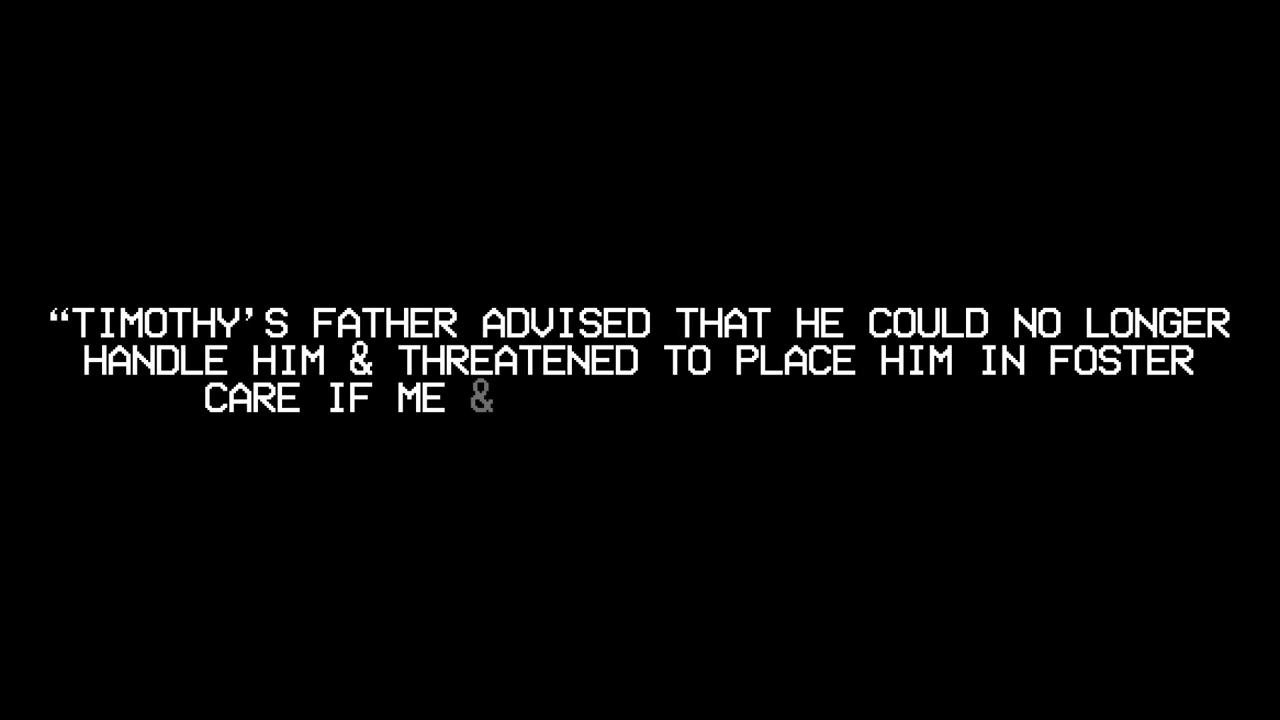 “TIMOTHY’S FATHER ADVISED THAT HE COULD NO LONGER
HANDLE HIM & THREATENED TO PLACE HIM IN FOSTER
CARE IF ME &